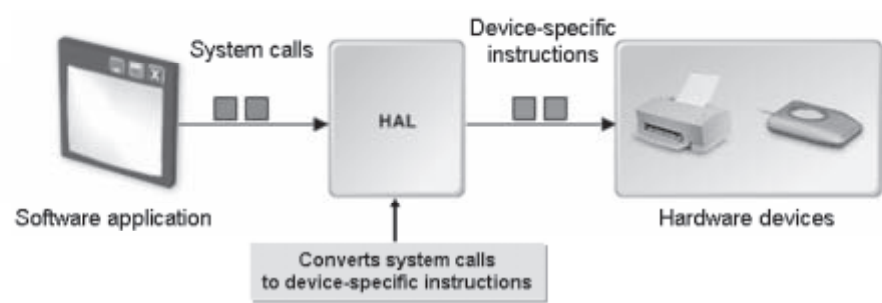 System calls
Device-specific
instructions
HAL
Software application
Hardware devices
Converts system calls
to device-specific instructions